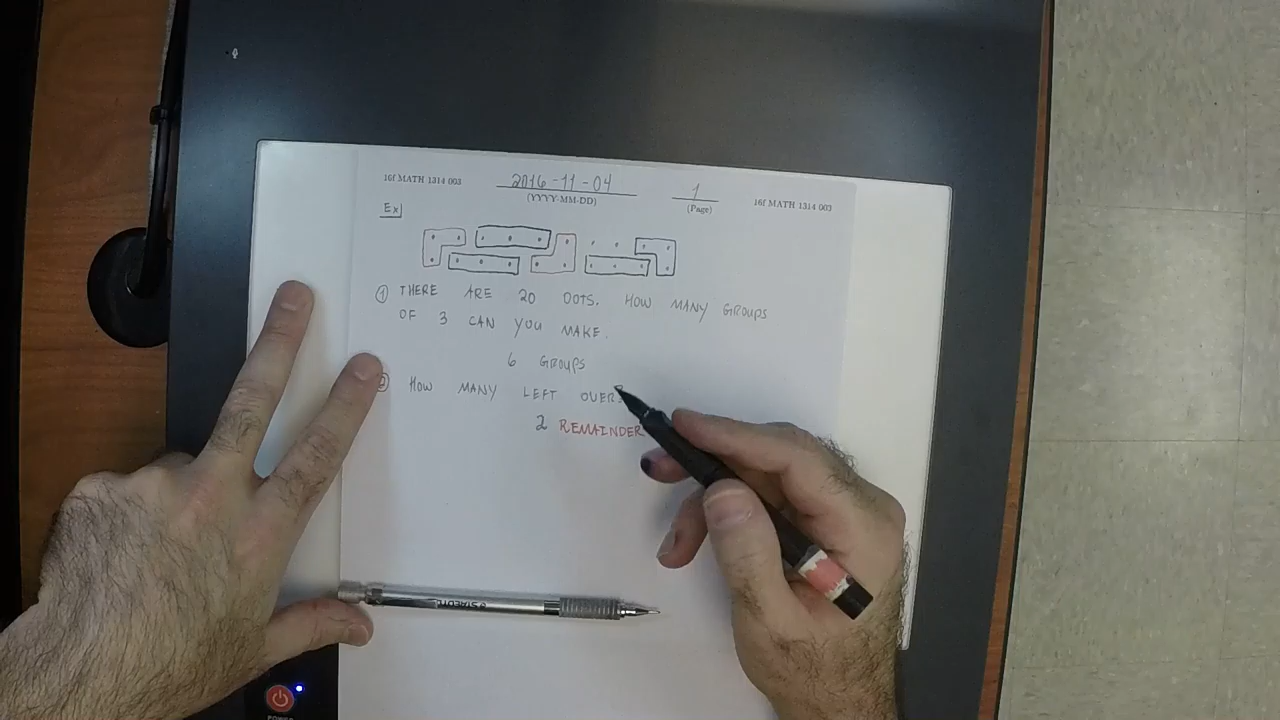 16f MATH 1314 003 2016-11-04 1 16f MATH 1314 003
(YYYY-MM-DD) (Page)
Ex
① THERE ARE 20 DOTS. HOW MANY GROUPS
OF 3 CAN YOU MAKE.
6 GROUPS
② HOW MANY LEFT OVER?
2 REMAINDER
STAEDTL
POWER